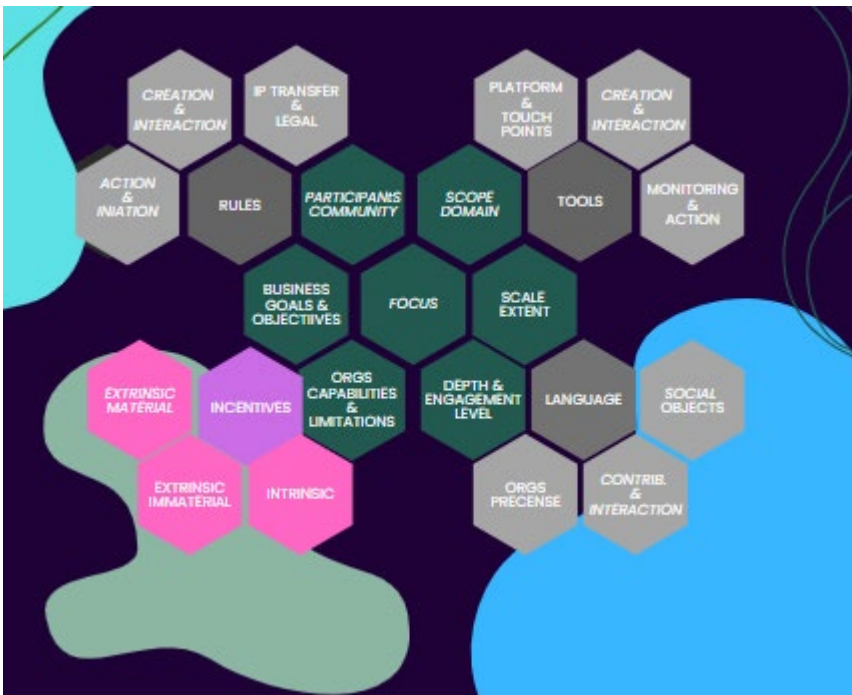 CREATION
&
INTERACTION
IP TRANSFER
&
LEGAL
PLATFORM
&
TOUCH
POINTS
CREATION
&
INTERACTION
ACTION
&
INIATION
RULES
PARTICIPANTS
COMMUNITY
SCOPE
DOMAIN
TOOLS
MONITORING
&
ACTION
BUSINESS
GOALS &
OBJECTIIVES
FOCUS
SCALE
EXTENT
EXTRINSIC
MATERIAL
INCENTIVES
ORGS
CAPABILITIES
&
LIMITATIONS
DEPTH &
ENGAGEMENT
LEVEL
LANGUAGE
SOCIAL
OBJECTS
EXTRINSIC
IMMATERIAL
INTRINSIC
ORGS
PRECENSE
CONTRIB.
&
INTERACTION